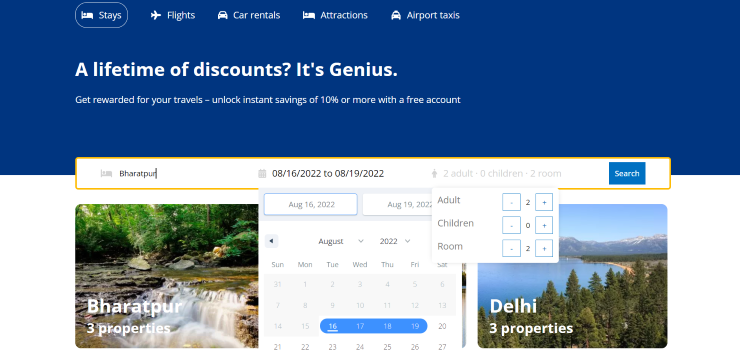 Stays Flights Car rentals Attractions Airport taxis
A lifetime of discounts? It's Genius.
Get rewarded for your travels – unlock instant savings of 10% or more with a free account
Bharatpur 08/16/2022 to 08/19/2022 2 adult · 0 children · 2 room Search
Aug 16, 2022 Aug 19, 2022
Adult - 2 +
Children - 0 +
Room - 2 +
August 2022
Sun Mon Tue Wed Thu Fri Sat
31 1 2 3 4 5 6
7 8 9 10 11 12 13
14 15 16 17 18 19 20
21 22 23 24 25 26 27
Bharatpur
3 properties
Delhi
3 properties